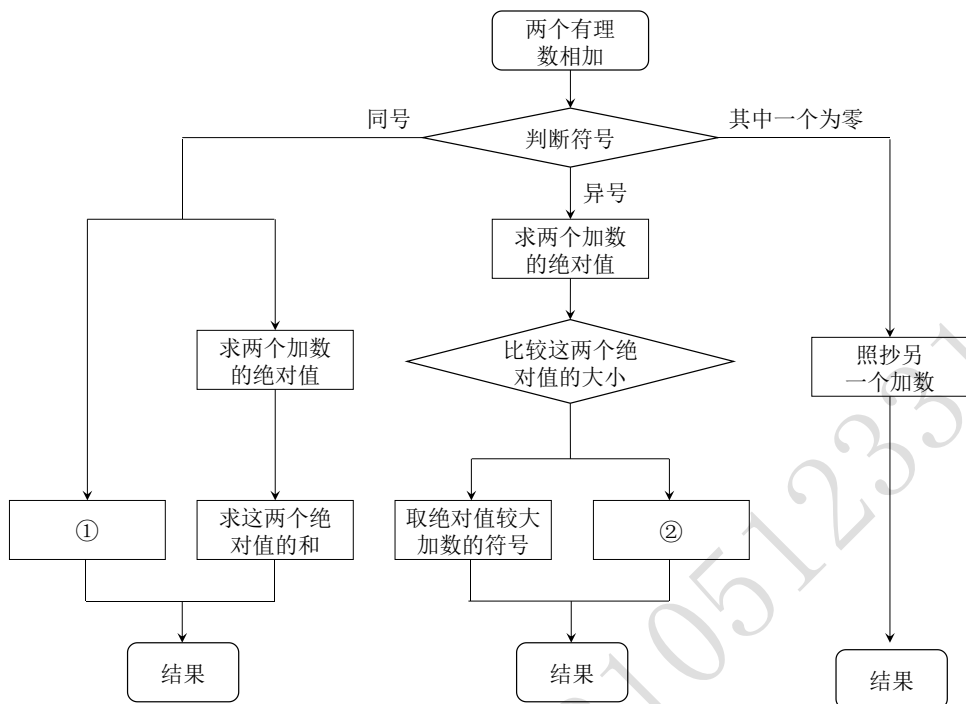 两个有理
数相加
同号
其中一个为零
判断符号
异号
求两个加数
的绝对值
求两个加数
的绝对值
比较这两个绝
对值的大小
照抄另
一个加数
①
求这两个绝
对值的和
取绝对值较大
加数的符号
②
结果
结果
结果
21051231